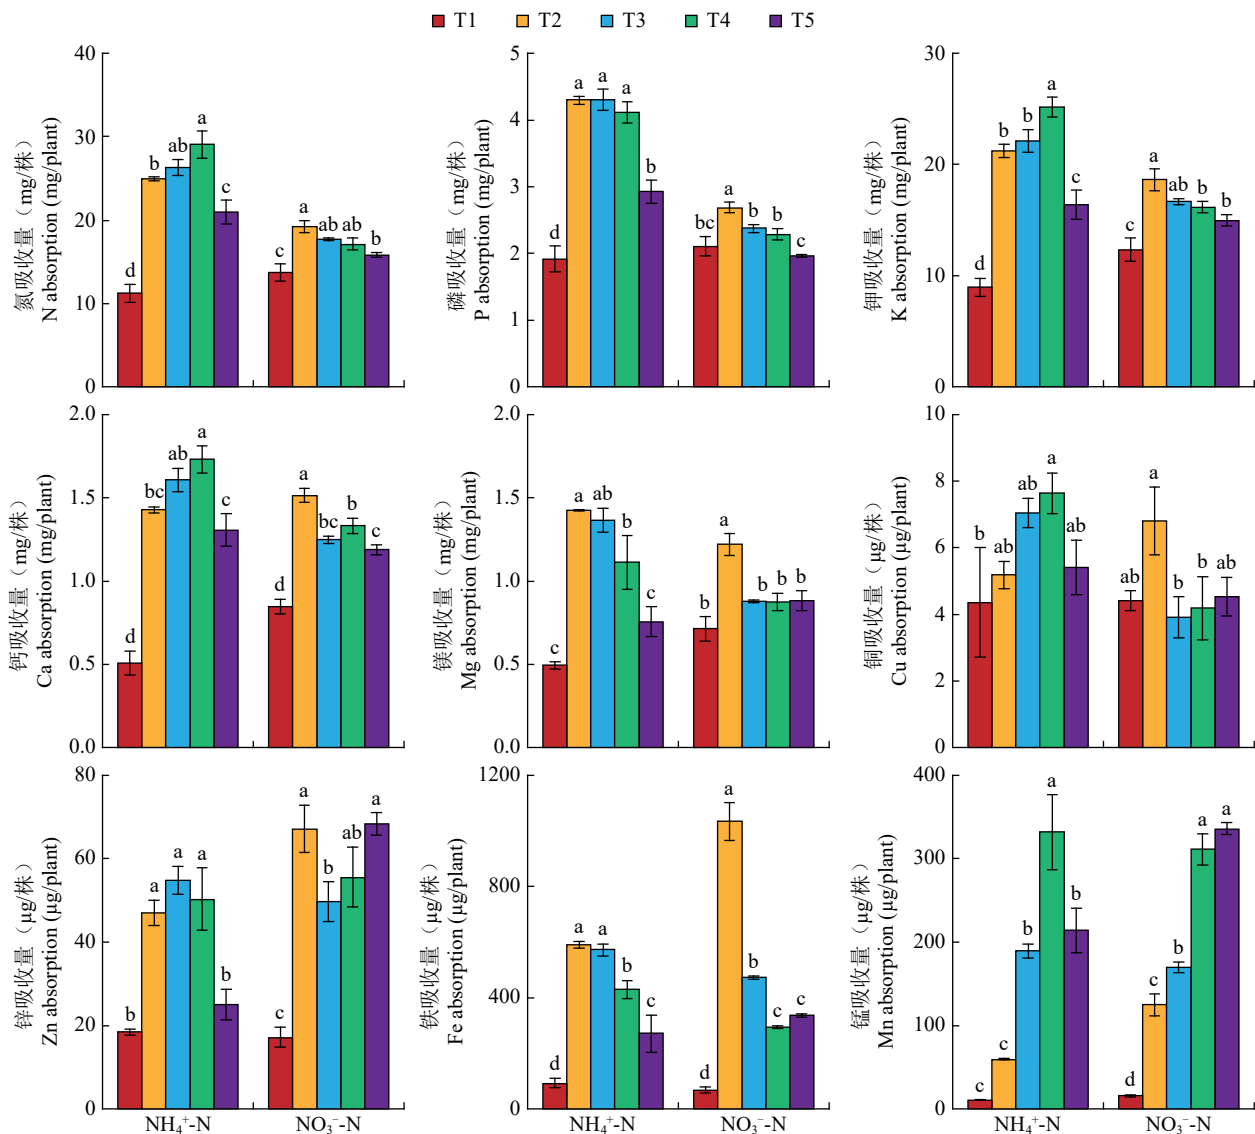 T1 T2 T3 T4 T5
氮吸收量（mg/株）
N absorption (mg/plant)
40
30
20
10
0
d b ab a c
c a ab ab b
磷吸收量（mg/株）
P absorption (mg/plant)
5
4
3
2
1
0
d a a a b
bc a b b c
钾吸收量（mg/株）
K absorption (mg/plant)
30
20
10
0
d b b a c
c a ab b b
钙吸收量（mg/株）
Ca absorption (mg/plant)
2.0
1.5
1.0
0.5
0.0
d bc ab a c
d a bc b c
镁吸收量（mg/株）
Mg absorption (mg/plant)
2.0
1.5
1.0
0.5
0.0
c a ab b c
b a b b b
铜吸收量（μg/株）
Cu absorption (μg/plant)
10
8
6
4
2
0
b ab ab a ab
ab a b b ab
锌吸收量（μg/株）
Zn absorption (μg/plant)
80
60
40
20
0
b a a a b
c a b ab a
NH₄⁺-N NO₃⁻-N
铁吸收量（μg/株）
Fe absorption (μg/plant)
1200
800
400
0
d a a b c
d a b c c
NH₄⁺-N NO₃⁻-N
锰吸收量（μg/株）
Mn absorption (μg/plant)
400
300
200
100
0
c c b a b
d c b a a
NH₄⁺-N NO₃⁻-N